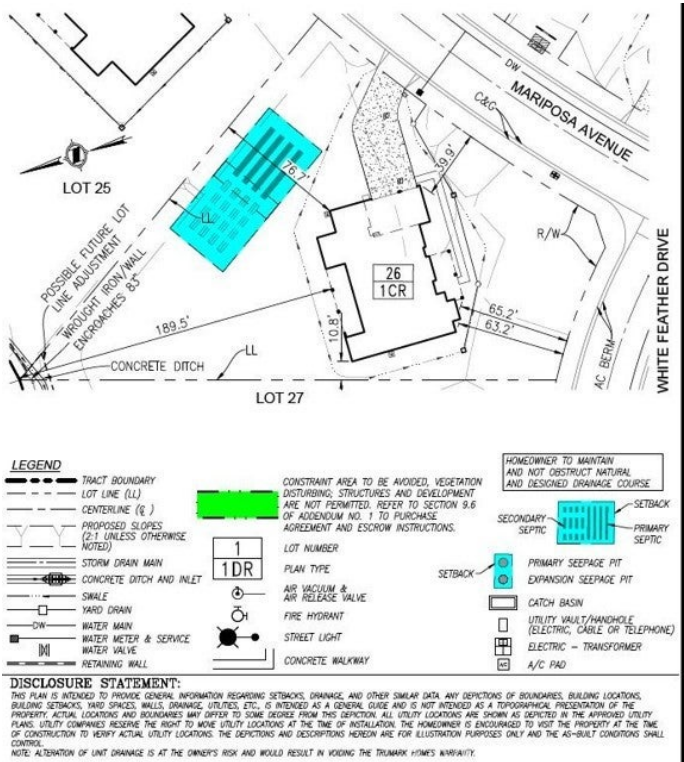 DW
MARIPOSA AVENUE
C&G
LOT 25
76.7'
39.9'
LL
R/W
WHITE FEATHER DRIVE
POSSIBLE FUTURE LOT
LINE ADJUSTMENT
WROUGHT IRON/WALL
ENCROACHES 83"
26
1CR
189.5'
10.8'
65.2'
63.2'
AC BERM
CONCRETE DITCH
LL
LOT 27
LEGEND
TRACT BOUNDARY
LOT LINE (LL)
CENTERLINE (℄)
PROPOSED SLOPES
(2:1 UNLESS OTHERWISE
NOTED)
STORM DRAIN MAIN
CONCRETE DITCH AND INLET
SWALE
YARD DRAIN
DW
WATER MAIN
WATER METER & SERVICE
WATER VALVE
RETAINING WALL
CONSTRAINT AREA TO BE AVOIDED, VEGETATION
DISTURBING; STRUCTURES AND DEVELOPMENT
ARE NOT PERMITTED. REFER TO SECTION 9.6
OF ADDENDUM NO. 1 TO PURCHASE
AGREEMENT AND ESCROW INSTRUCTIONS.
1
1DR
LOT NUMBER
PLAN TYPE
AIR VACUUM &
AIR RELEASE VALVE
FIRE HYDRANT
STREET LIGHT
CONCRETE WALKWAY
HOMEOWNER TO MAINTAIN
AND NOT OBSTRUCT NATURAL
AND DESIGNED DRAINAGE COURSE
SETBACK
SECONDARY
SEPTIC
PRIMARY
SEPTIC
SETBACK
PRIMARY SEEPAGE PIT
EXPANSION SEEPAGE PIT
CATCH BASIN
UTILITY VAULT/HANDHOLE
(ELECTRIC, CABLE OR TELEPHONE)
ELECTRIC – TRANSFORMER
A/C
A/C PAD
DISCLOSURE STATEMENT:
THIS PLAN IS INTENDED TO PROVIDE GENERAL INFORMATION REGARDING SETBACKS, DRAINAGE, AND OTHER SIMILAR DATA. ANY DEPICTIONS OF BOUNDARIES, BUILDING LOCATIONS,
BUILDING SETBACKS, YARD SPACES, WALLS, DRAINAGE, UTILITIES, ETC., IS INTENDED AS A GENERAL GUIDE AND IS NOT INTENDED AS A TOPOGRAPHICAL PRESENTATION OF THE
PROPERTY. ACTUAL LOCATIONS AND BOUNDARIES MAY DIFFER TO SOME DEGREE FROM THIS DEPICTION. ALL UTILITY LOCATIONS ARE SHOWN AS DEPICTED IN THE APPROVED UTILITY
PLANS. UTILITY COMPANIES RESERVE THE RIGHT TO MOVE UTILITY LOCATIONS AT THE TIME OF INSTALLATION. THE HOMEOWNER IS ENCOURAGED TO VISIT THE PROPERTY AT THE TIME
OF CONSTRUCTION TO VERIFY ACTUAL UTILITY LOCATIONS. THE DEPICTIONS AND DESCRIPTIONS HEREON ARE FOR ILLUSTRATION PURPOSES ONLY AND THE AS-BUILT CONDITIONS SHALL
CONTROL.
NOTE: ALTERATION OF UNIT DRAINAGE IS AT THE OWNER'S RISK AND WOULD RESULT IN VOIDING THE TRUMARK HOMES WARRANTY.